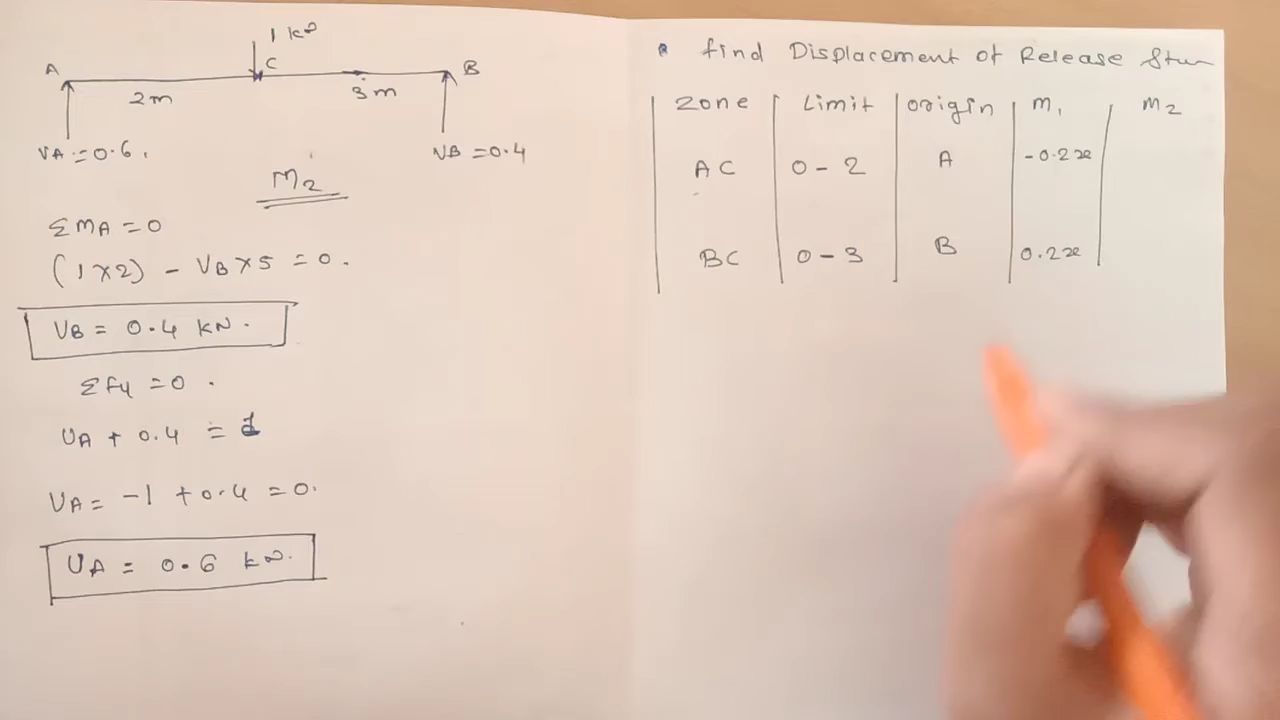 1 kN
A C B
2m 3m
VA = 0.6 VB = 0.4
M2
ΣMA = 0
(1×2) - VB×5 = 0.
VB = 0.4 kN.
ΣFy = 0.
VA + 0.4 = 1
VA = -1 + 0.4 = 0.
VA = 0.6 kN.
find Displacement of Release
Zone Limit origin M1 M2
AC 0-2 A -0.2x
BC 0-3 B 0.2x